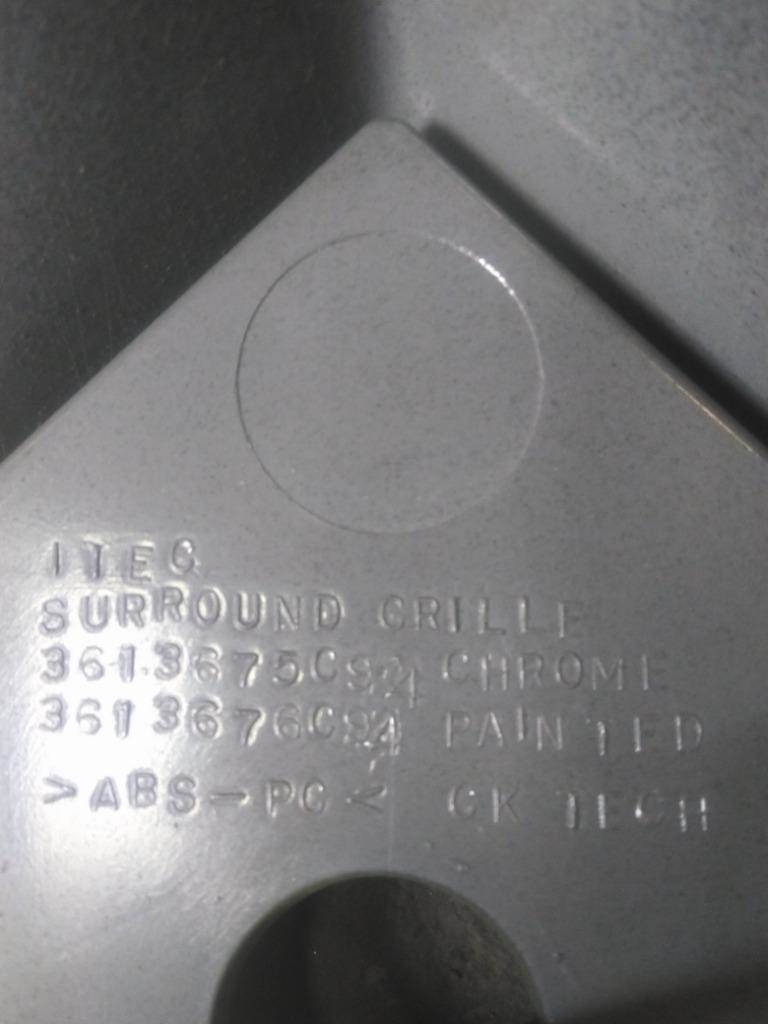 ITEC
SURROUND GRILLE
3613675C94 CHROME
3613676C94 PAINTED
>ABS-PC< CK TECH